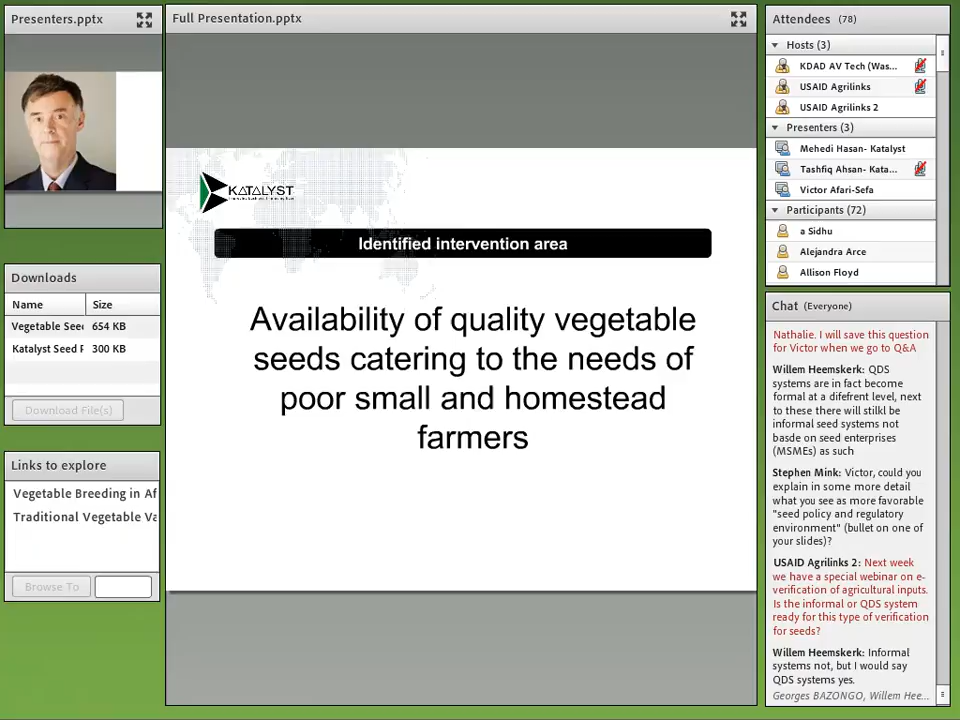 Presenters.pptx
Full Presentation.pptx
KATALYST
Identified intervention area
Availability of quality vegetable
seeds catering to the needs of
poor small and homestead
farmers
Downloads
Name Size
Vegetable See 654 KB
Katalyst Seed F 300 KB
Download File(s)
Links to explore
Vegetable Breeding in Af
Traditional Vegetable Va
Browse To
Attendees (78)
Hosts (3)
KDAD AV Tech (Was...
USAID Agrilinks
USAID Agrilinks 2
Presenters (3)
Mehedi Hasan- Katalyst
Tashfiq Ahsan- Kata...
Victor Afari-Sefa
Participants (72)
a Sidhu
Alejandra Arce
Allison Floyd
Chat (Everyone)
Nathalie. I will save this question
for Victor when we go to Q&A
Willem Heemskerk: QDS
systems are in fact become
formal at a diferent level, next
to these there will stilkl be
informal seed systems not
basde on seed enterprises
(MSMEs) as such
Stephen Mink: Victor, could you
explain in some more detail
what you see as more favorable
"seed policy and regulatory
environment" (bullet on one of
your slides)?
USAID Agrilinks 2: Next week
we have a special webinar on e-
verification of agricultural inputs.
Is the informal or QDS system
ready for this type of verification
for seeds?
Willem Heemskerk: Informal
systems not, but I would say
QDS systems yes.
Georges BAZONGO, Willem Hee...